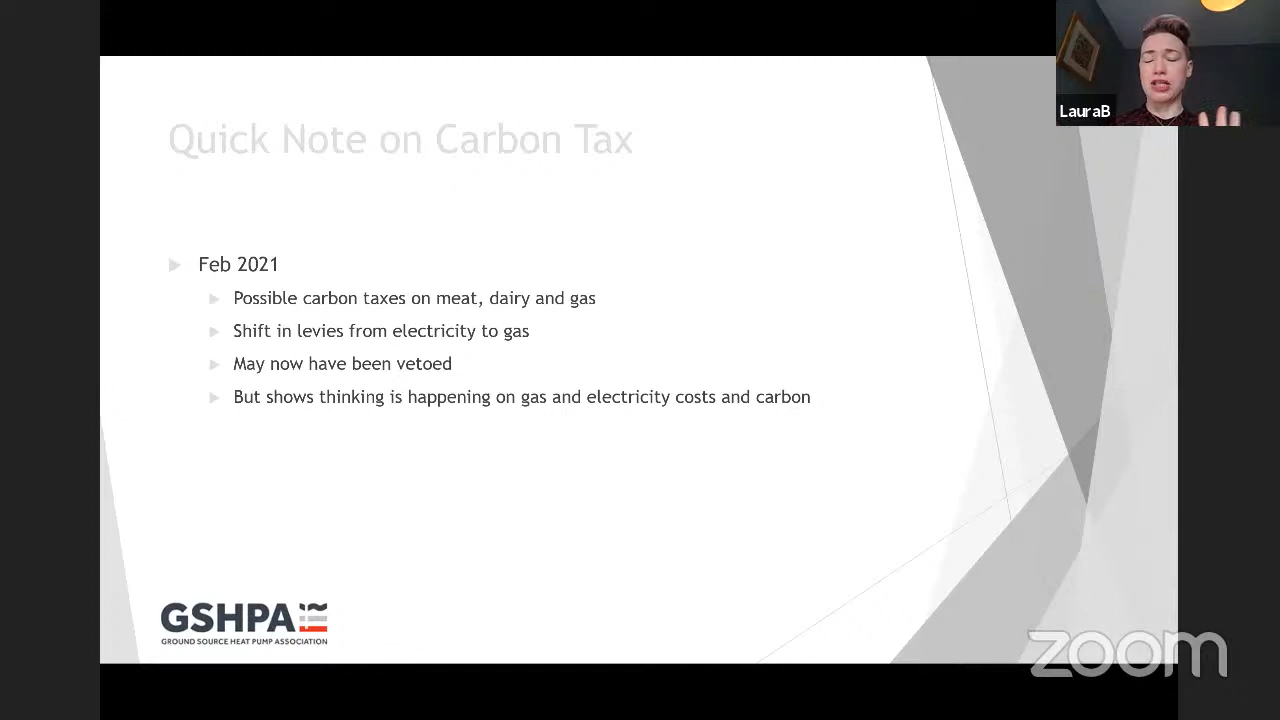 LauraB
Quick Note on Carbon Tax
Feb 2021
Possible carbon taxes on meat, dairy and gas
Shift in levies from electricity to gas
May now have been vetoed
But shows thinking is happening on gas and electricity costs and carbon
GSHPA
GROUND SOURCE HEAT PUMP ASSOCIATION
zoom